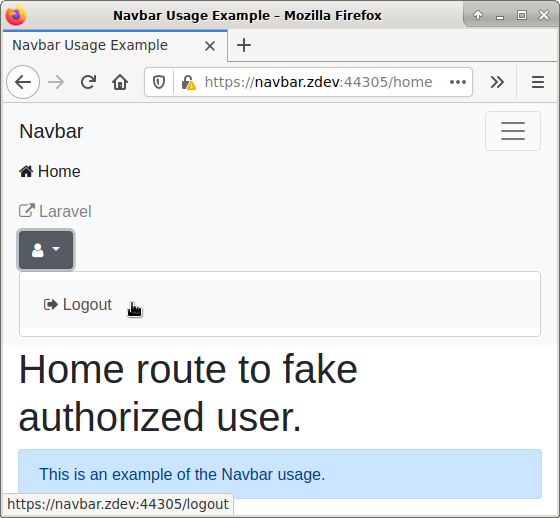 Navbar Usage Example – Mozilla Firefox
Navbar Usage Example
https://navbar.zdev:44305/home
Navbar
Home
Laravel
Logout
Home route to fake
authorized user.
This is an example of the Navbar usage.
https://navbar.zdev:44305/logout